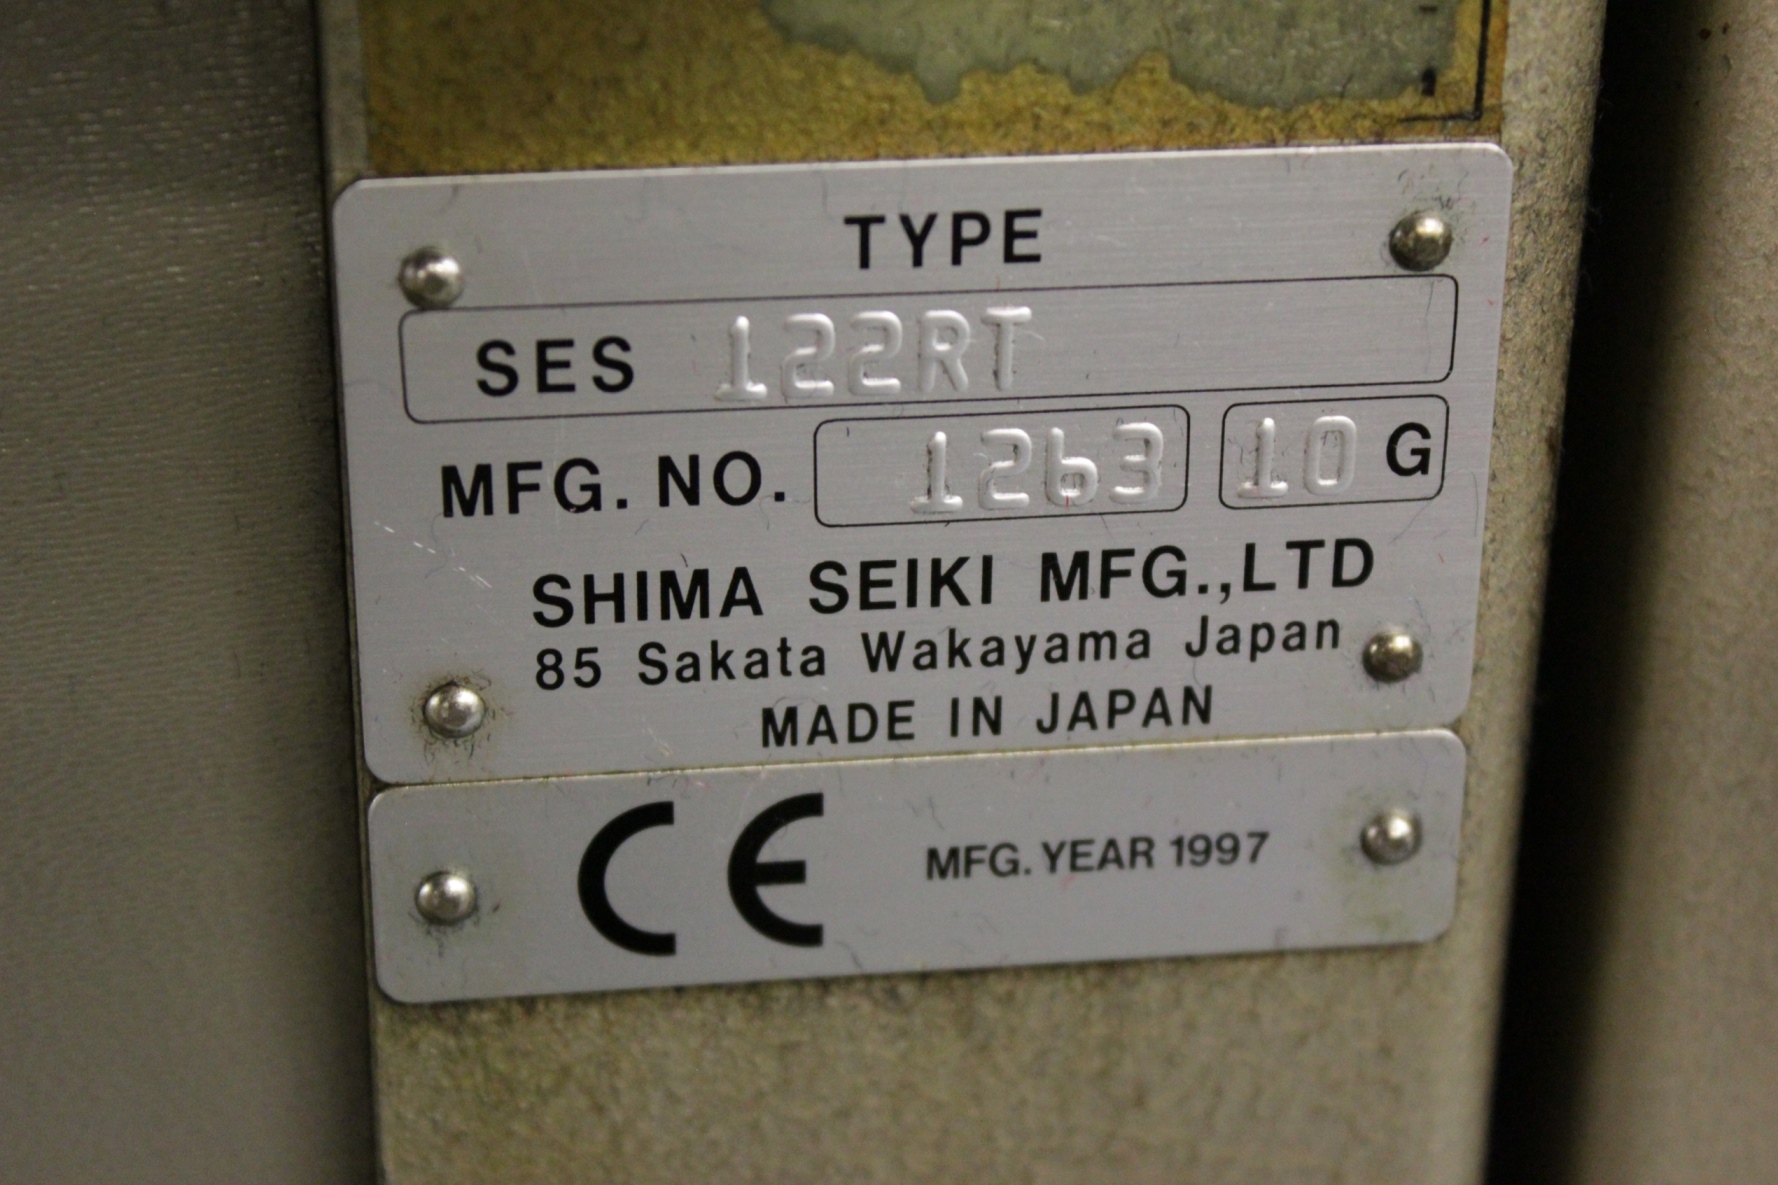 TYPE
SES 122RT
MFG. NO. 1263 10 G
SHIMA SEIKI MFG.,LTD
85 Sakata Wakayama Japan
MADE IN JAPAN
CE MFG. YEAR 1997